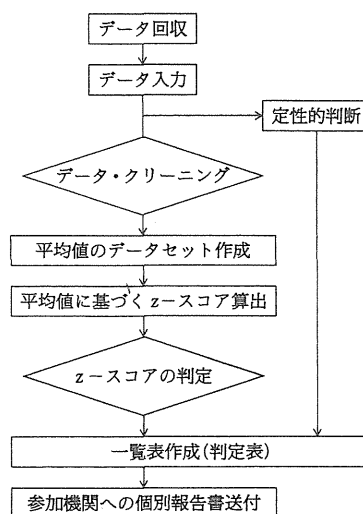 データ回収
データ入力
定性的判断
データ・クリーニング
平均値のデータセット作成
平均値に基づく z－スコア算出
z－スコアの判定
一覧表作成(判定表)
参加機関への個別報告書送付